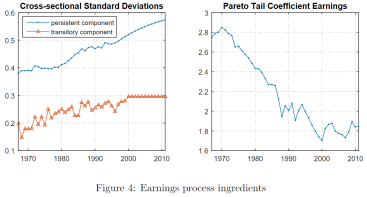 Cross-sectional Standard Deviations
0.6
0.5
0.4
0.3
0.2
0.1
persistent component
transitory component
1970 1980 1990 2000 2010
Pareto Tail Coefficient Earnings
3
2.8
2.6
2.4
2.2
2
1.8
1.6
1970 1980 1990 2000 2010
Figure 4: Earnings process ingredients